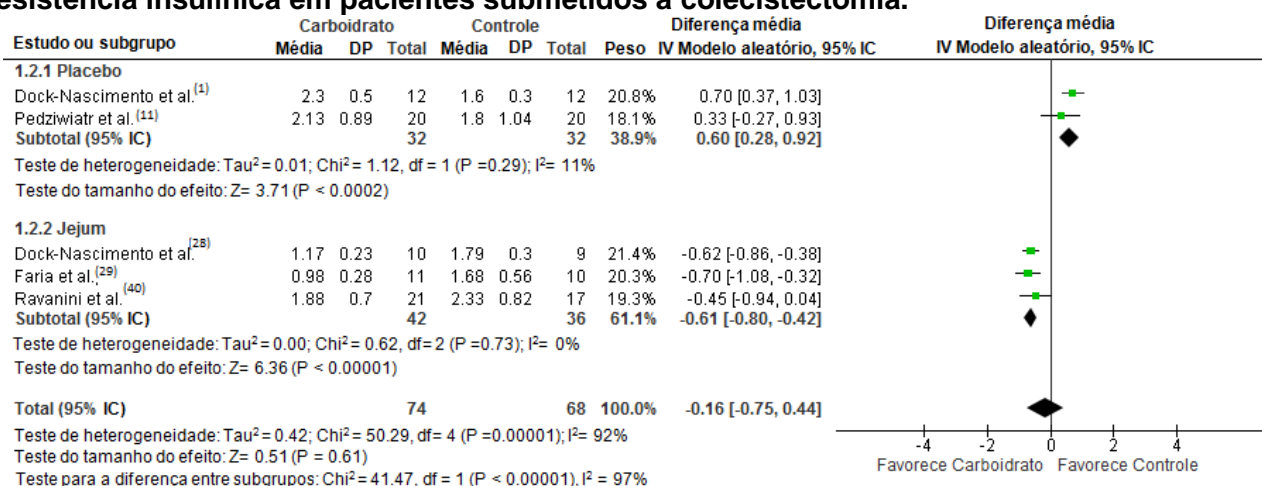 esistência insulínica em pacientes submetidos à colecistectomia.
Carboidrato Controle Diferença média Diferença média
Estudo ou subgrupo Média DP Total Média DP Total Peso IV Modelo aleatório, 95% IC IV Modelo aleatório, 95% IC
1.2.1 Placebo
Dock-Nascimento et al.(1) 2.3 0.5 12 1.6 0.3 12 20.8% 0.70 [0.37, 1.03]
Pedziwiatr et al.(11) 2.13 0.89 20 1.8 1.04 20 18.1% 0.33 [-0.27, 0.93]
Subtotal (95% IC) 32 32 38.9% 0.60 [0.28, 0.92]
Teste de heterogeneidade: Tau²= 0.01; Chi²= 1.12, df = 1 (P =0.29); I²= 11%
Teste do tamanho do efeito: Z= 3.71 (P < 0.0002)
1.2.2 Jejum
Dock-Nascimento et al.(28) 1.17 0.23 10 1.79 0.3 9 21.4% -0.62 [-0.86, -0.38]
Faria et al.(29) 0.98 0.28 11 1.68 0.56 10 20.3% -0.70 [-1.08, -0.32]
Ravanini et al.(40) 1.88 0.7 21 2.33 0.82 17 19.3% -0.45 [-0.94, 0.04]
Subtotal (95% IC) 42 36 61.1% -0.61 [-0.80, -0.42]
Teste de heterogeneidade: Tau²= 0.00; Chi²= 0.62, df= 2 (P =0.73); I²= 0%
Teste do tamanho do efeito: Z= 6.36 (P < 0.00001)
Total (95% IC) 74 68 100.0% -0.16 [-0.75, 0.44]
Teste de heterogeneidade: Tau²= 0.42; Chi²= 50.29, df= 4 (P =0.00001); I²= 92%
Teste do tamanho do efeito: Z= 0.51 (P = 0.61)
Teste para a diferença entre subgrupos: Chi²= 41.47, df = 1 (P < 0.00001), I² = 97%
-4 -2 0 2 4
Favorece Carboidrato Favorece Controle